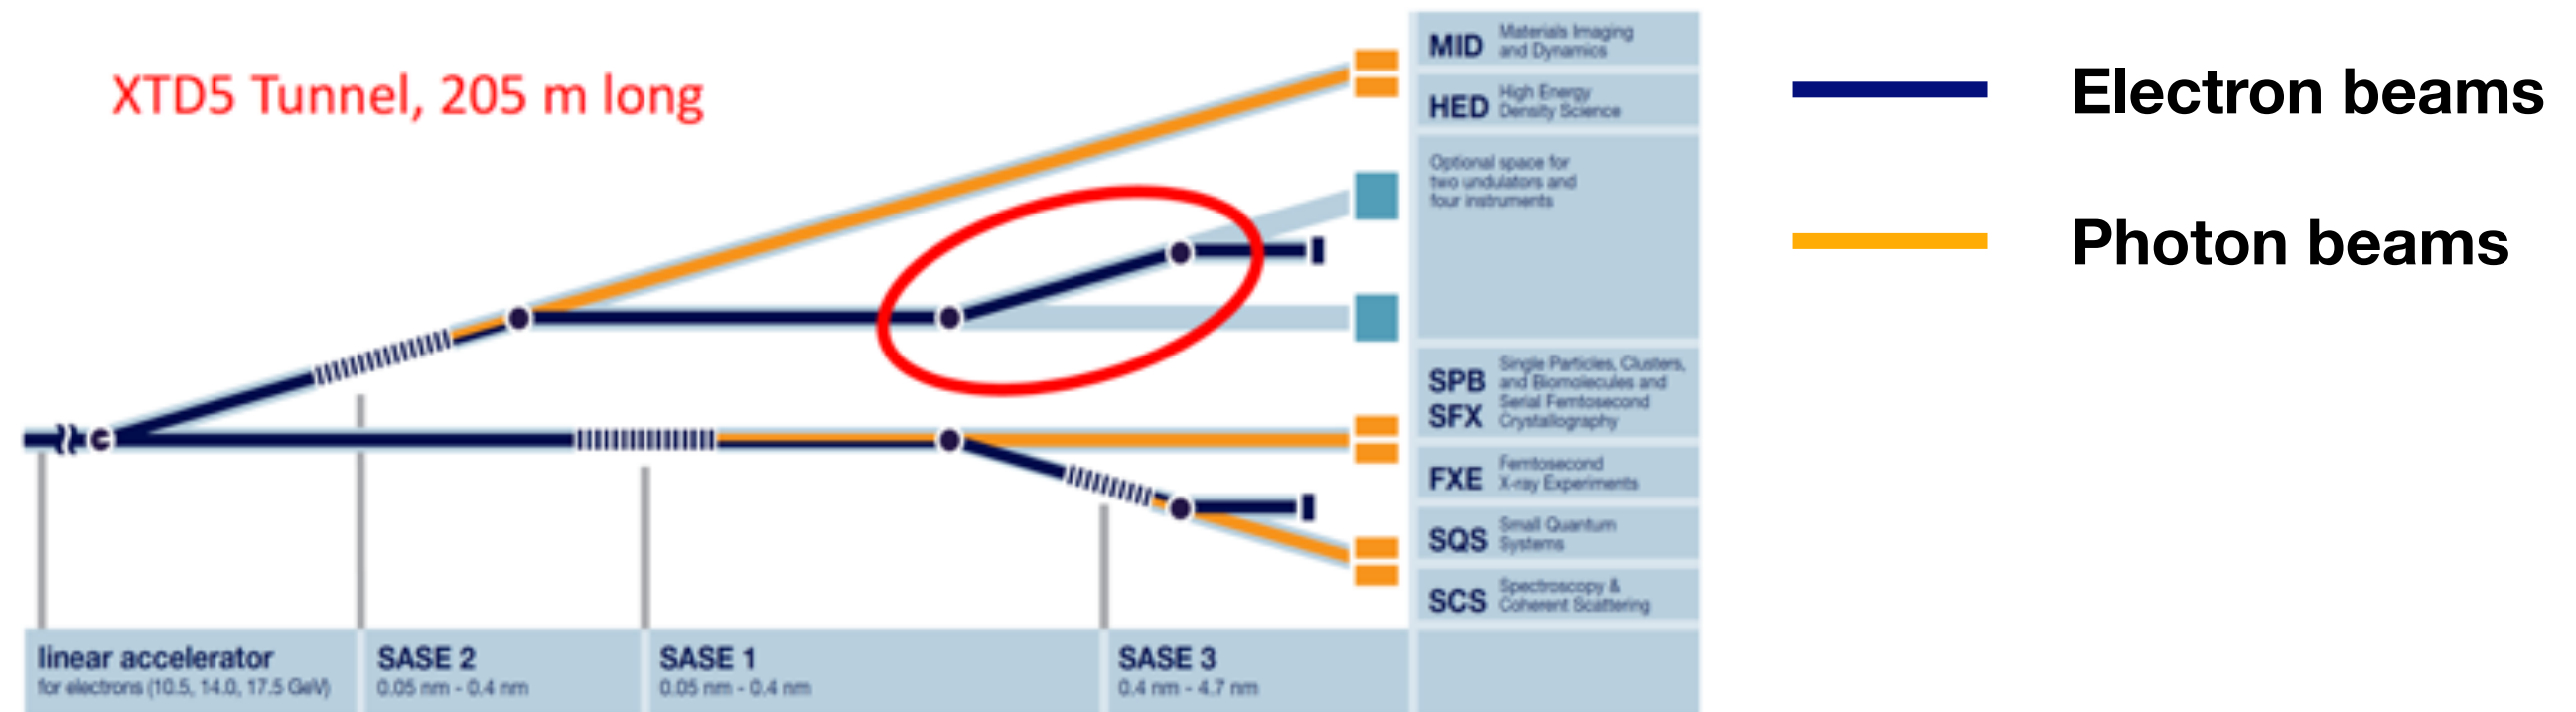 XTD5 Tunnel, 205 m long
MID Materials Imaging
and Dynamics
HED High Energy
Density Science
Optional space for
two undulators and
four instruments
SPB Single Particles, Clusters,
and Biomolecules and
SFX Serial Femtosecond
Crystallography
FXE Femtosecond
X-ray Experiments
SQS Small Quantum
Systems
SCS Spectroscopy &
Coherent Scattering
Electron beams
Photon beams
linear accelerator
for electrons (10.5, 14.0, 17.5 GeV)
SASE 2
0.05 nm - 0.4 nm
SASE 1
0.05 nm - 0.4 nm
SASE 3
0.4 nm - 4.7 nm